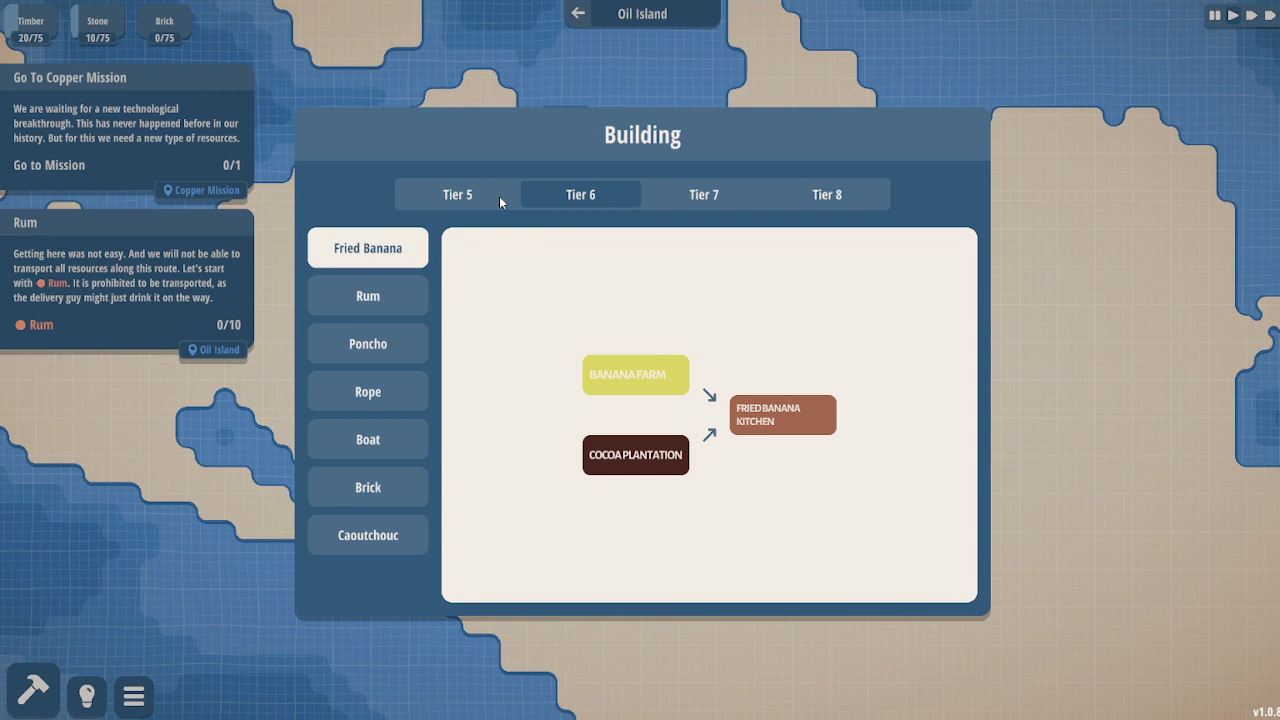 Timber
20/75
Stone
10/75
Brick
0/75
Oil Island
Go To Copper Mission
We are waiting for a new technological
breakthrough. This has never happened before in our
history. But for this we need a new type of resources.
Go to Mission 0/1
Copper Mission
Rum
Getting here was not easy. And we will not be able to
transport all resources along this route. Let's start
with Rum. It is prohibited to be transported, as
the delivery guy might just drink it on the way.
Rum 0/10
Oil Island
Building
Tier 5
Tier 6
Tier 7
Tier 8
Fried Banana
Rum
Poncho
Rope
Boat
Brick
Caoutchouc
BANANA FARM
COCOA PLANTATION
FRIED BANANA
KITCHEN